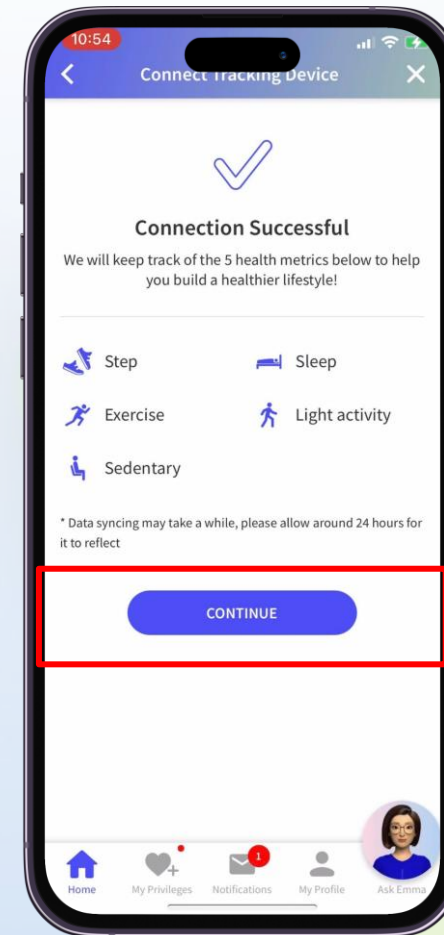 10:54
Connect Tracking Device
Connection Successful
We will keep track of the 5 health metrics below to help
you build a healthier lifestyle!
Step
Sleep
Exercise
Light activity
Sedentary
* Data syncing may take a while, please allow around 24 hours for
it to reflect
CONTINUE
1
Home
My Privileges
Notifications
My Profile
Ask Emma